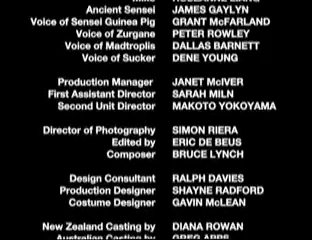 Ancient Sensei JAMES GAYLYN
Voice of Sensei Guinea Pig GRANT McFARLAND
Voice of Zurgane PETER ROWLEY
Voice of Madtroplis DALLAS BARNETT
Voice of Sucker DENE YOUNG
Production Manager JANET McIVER
First Assistant Director SARAH MILN
Second Unit Director MAKOTO YOKOYAMA
Director of Photography SIMON RIERA
Edited by ERIC DE BEUS
Composer BRUCE LYNCH
Design Consultant RALPH DAVIES
Production Designer SHAYNE RADFORD
Costume Designer GAVIN McLEAN
New Zealand Casting by DIANA ROWAN
Australian Casting by GREG APPS